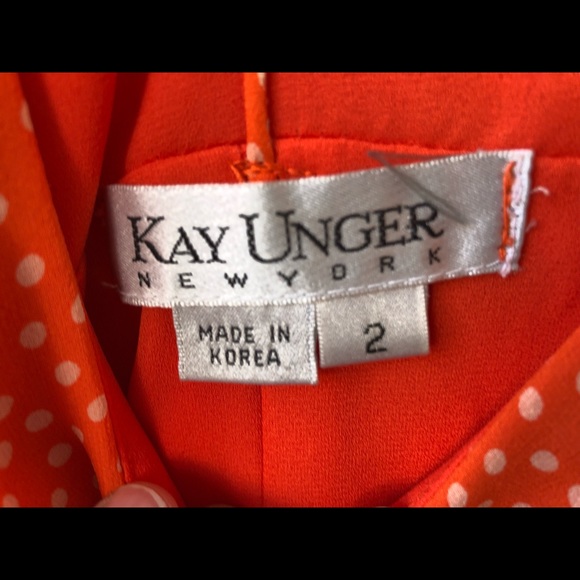 KAY UNGER
NEW YORK
MADE IN
KOREA
2